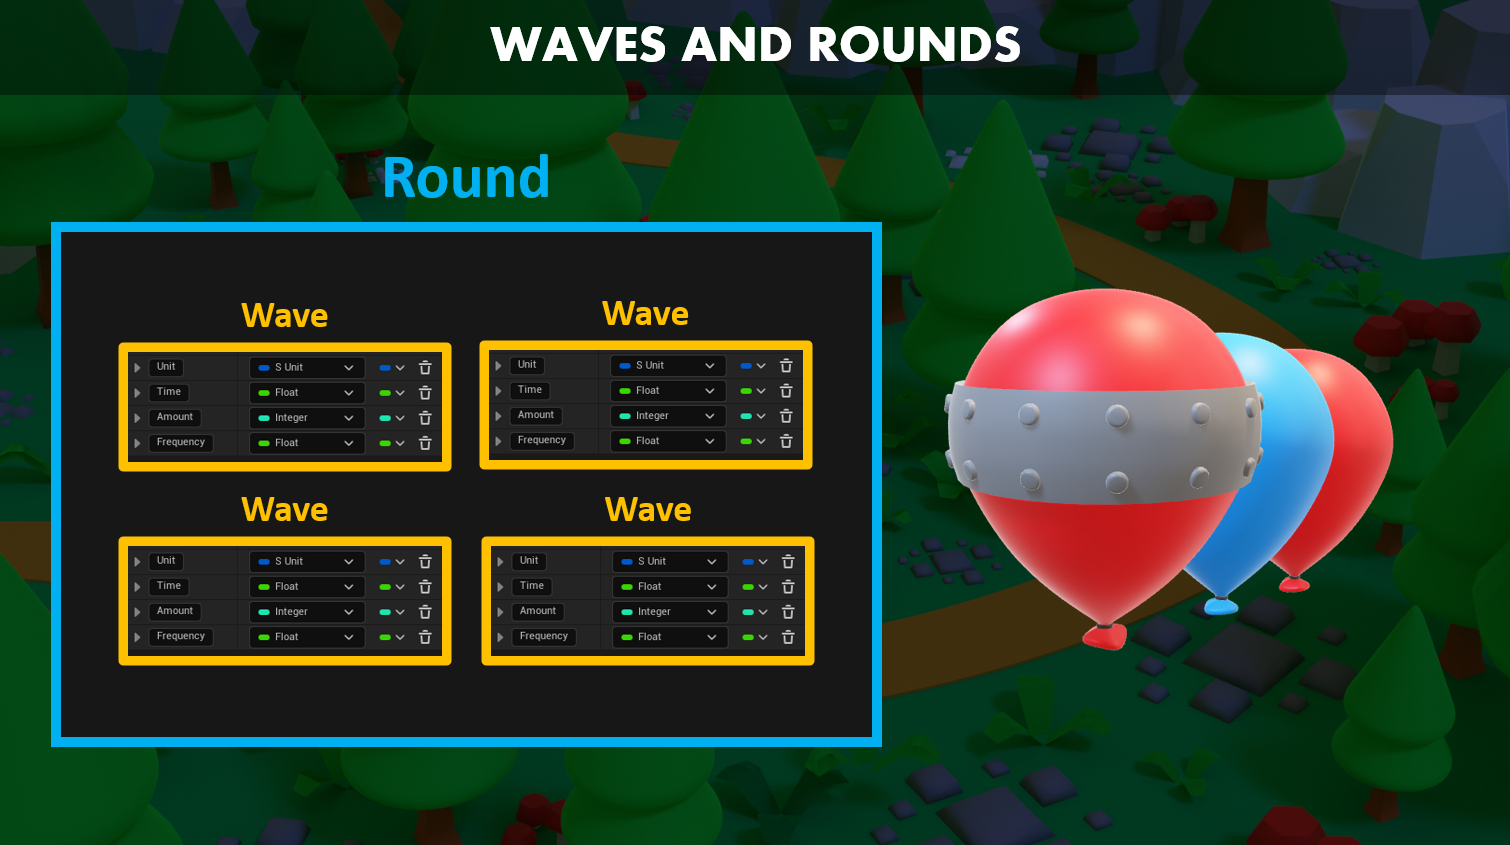 WAVES AND ROUNDS
Round
Wave
Unit S Unit
Time Float
Amount Integer
Frequency Float
Wave
Unit S Unit
Time Float
Amount Integer
Frequency Float
Wave
Unit S Unit
Time Float
Amount Integer
Frequency Float
Wave
Unit S Unit
Time Float
Amount Integer
Frequency Float